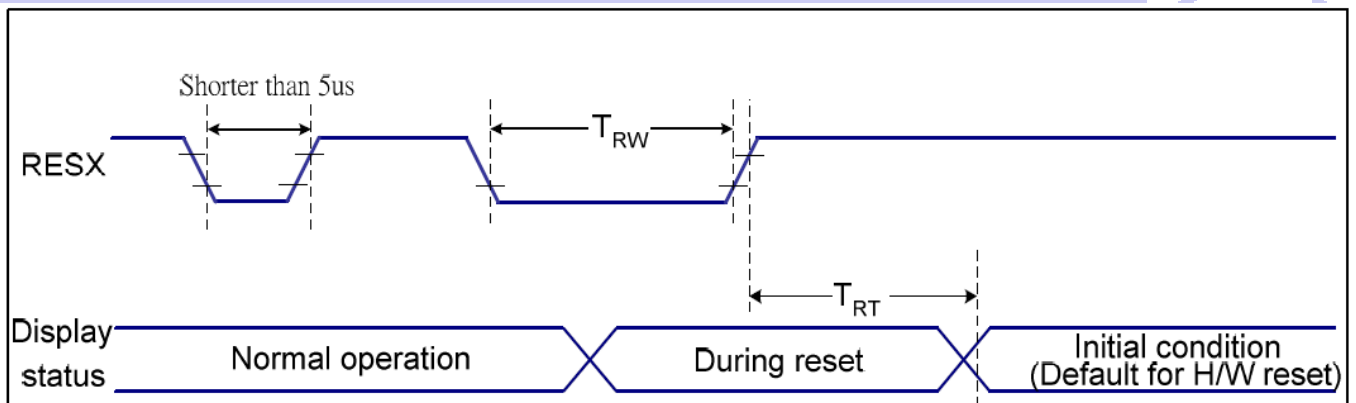 Shorter than 5us
RESX
TRW
TRT
Display
status
Normal operation
During reset
Initial condition
(Default for H/W reset)